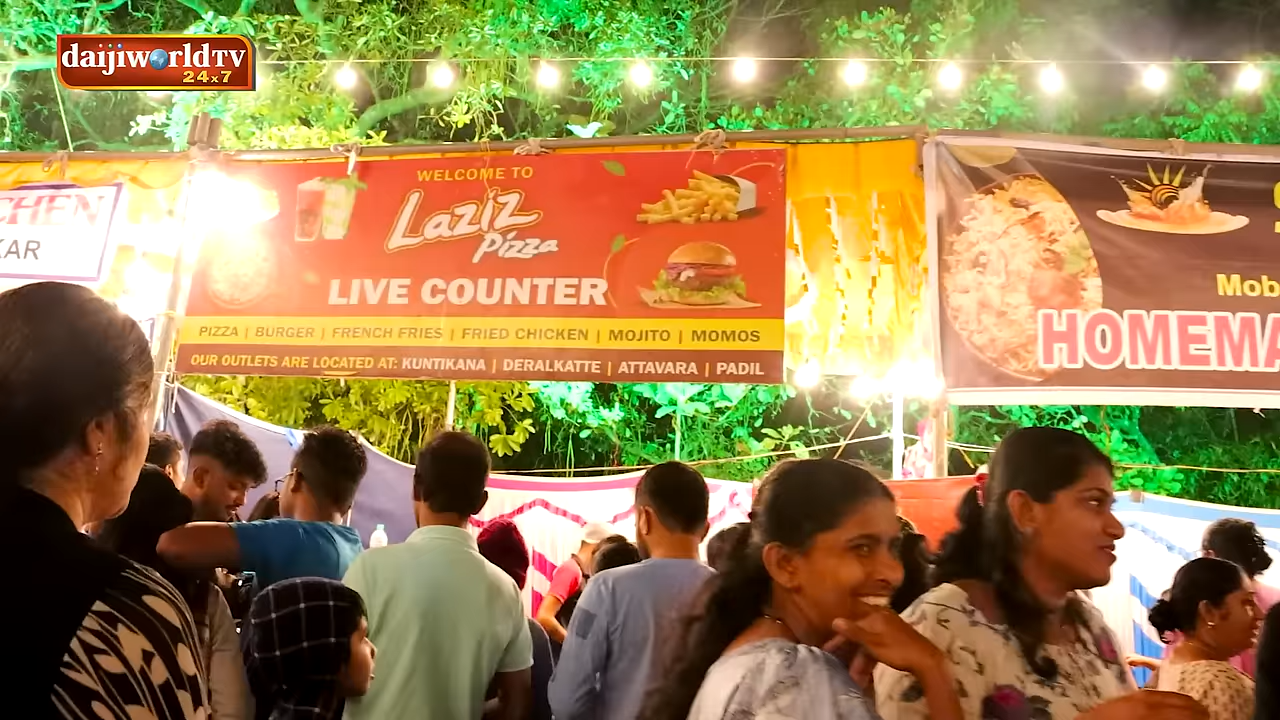 daijiworldTV
24x7
CHEN
KAR
WELCOME TO
Laziz
Pizza
LIVE COUNTER
PIZZA | BURGER | FRENCH FRIES | FRIED CHICKEN | MOJITO | MOMOS
OUR OUTLETS ARE LOCATED AT: KUNTIKANA | DERALKATTE | ATTAVARA | PADIL
Mob
HOMEMA